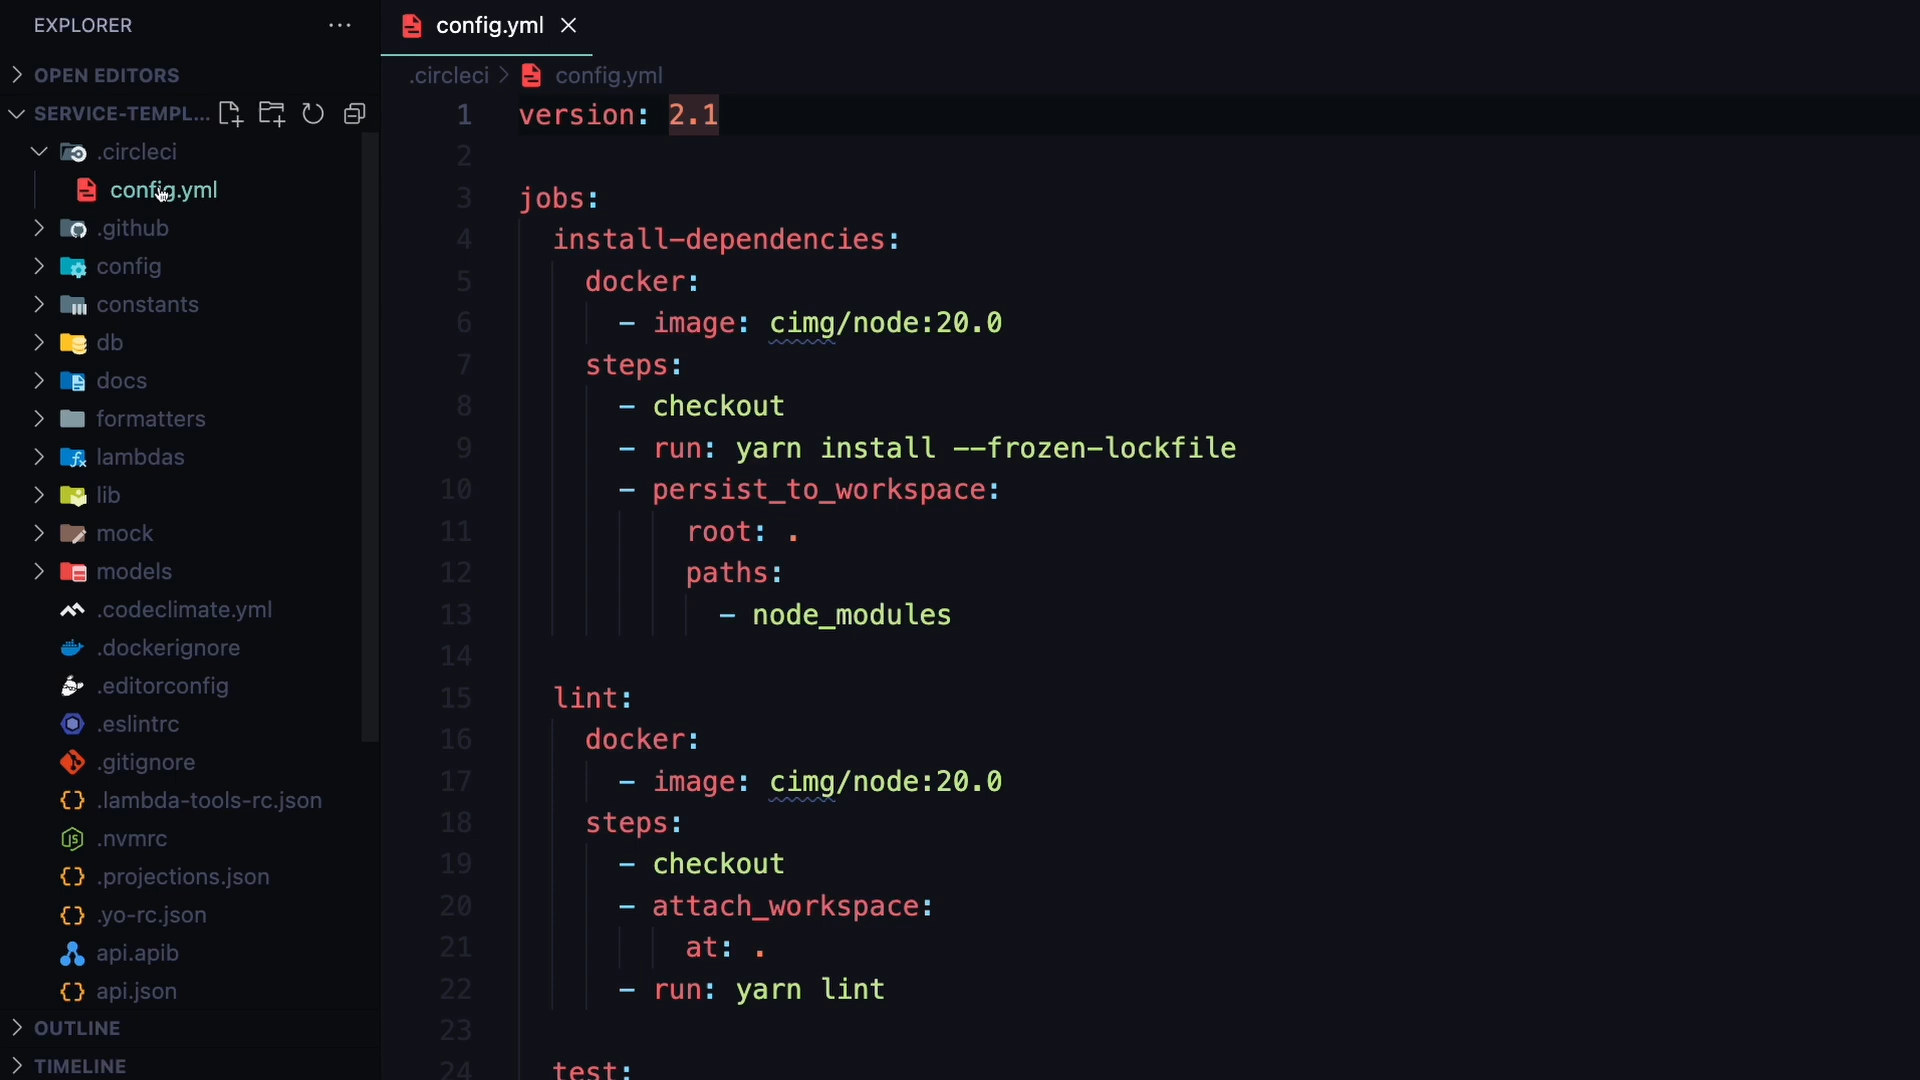 EXPLORER
OPEN EDITORS
SERVICE-TEMPL...
.circleci
config.yml
.github
config
constants
db
docs
formatters
lambdas
lib
mock
models
.codeclimate.yml
.dockerignore
.editorconfig
.eslintrc
.gitignore
.lambda-tools-rc.json
.nvmrc
.projections.json
.yo-rc.json
api.apib
api.json
OUTLINE
TIMELINE
config.yml
.circleci > config.yml
1 version: 2.1
2
3 jobs:
4 install-dependencies:
5 docker:
6 - image: cimg/node:20.0
7 steps:
8 - checkout
9 - run: yarn install --frozen-lockfile
10 - persist_to_workspace:
11 root: .
12 paths:
13 - node_modules
14
15 lint:
16 docker:
17 - image: cimg/node:20.0
18 steps:
19 - checkout
20 - attach_workspace:
21 at: .
22 - run: yarn lint
23
24 test: